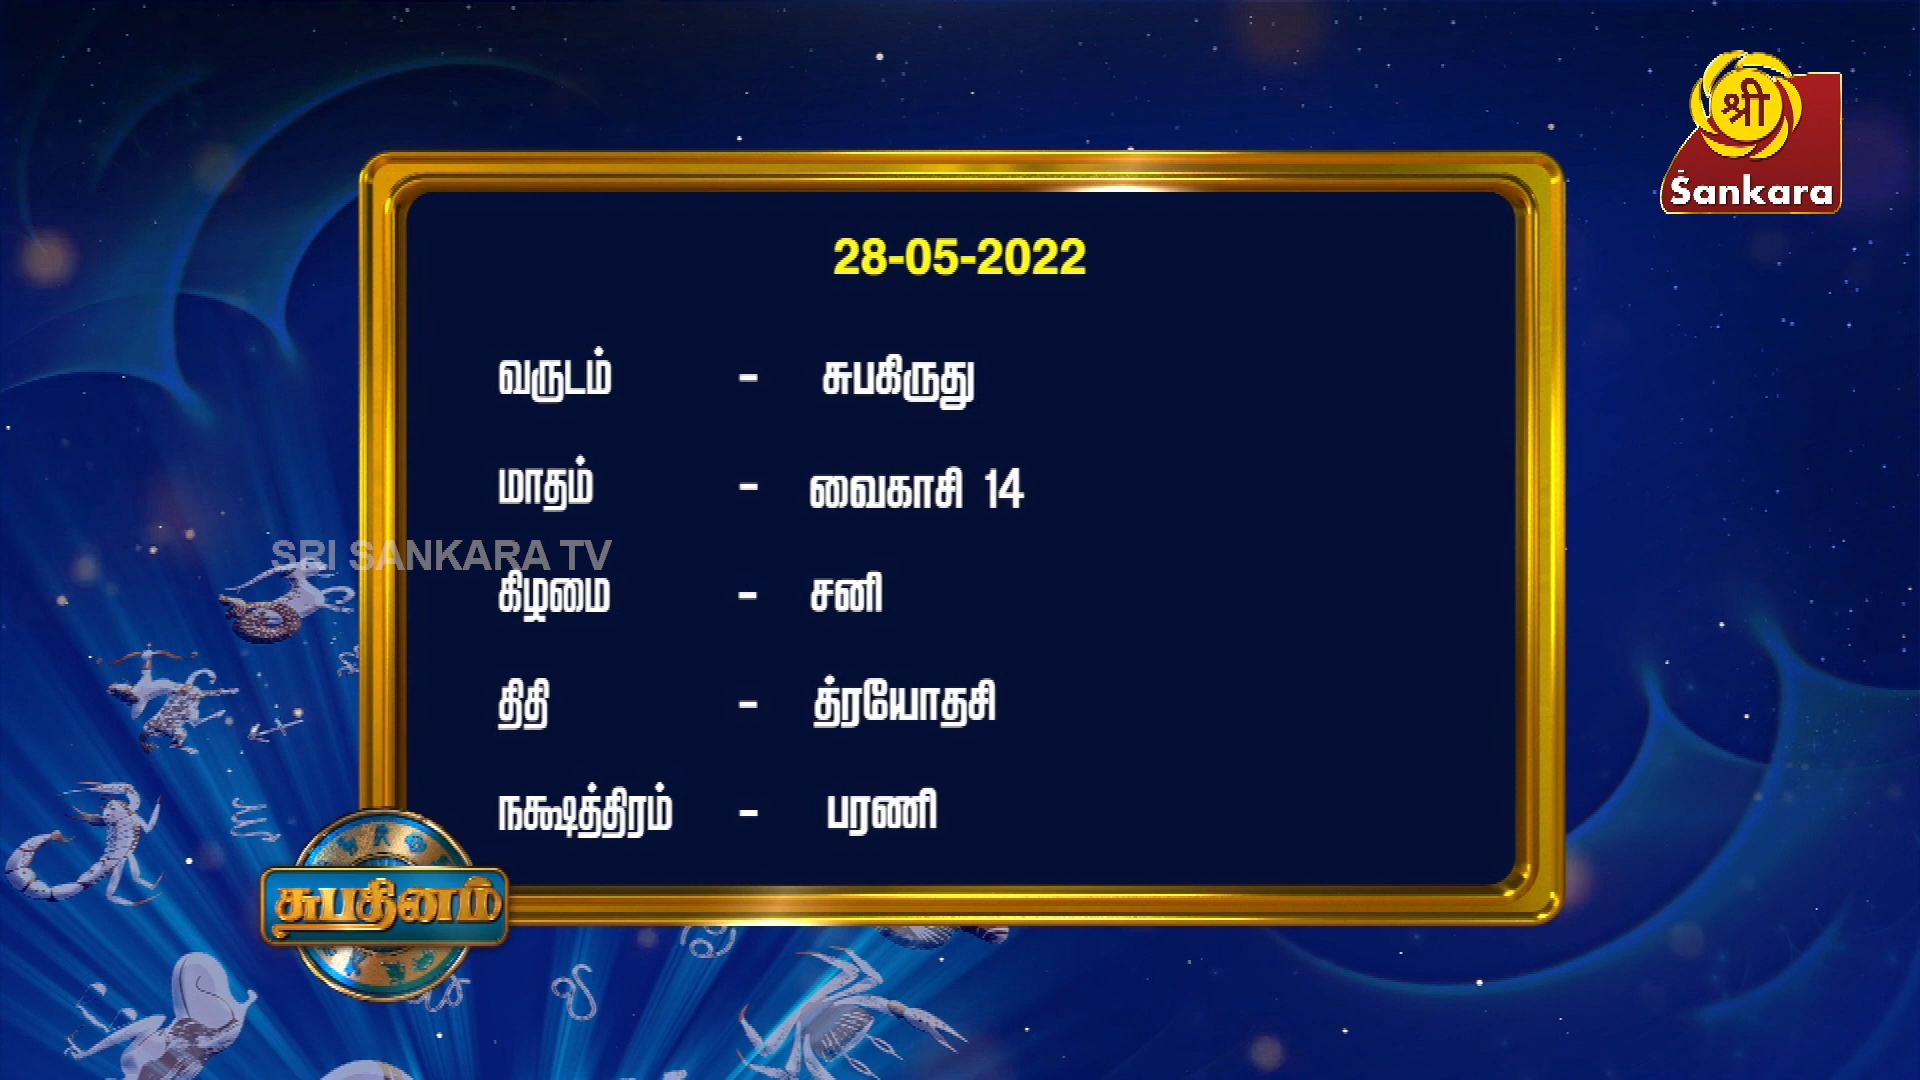 श्री
Sankara
28-05-2022
வருடம் - சுபகிருது
மாதம் - வைகாசி 14
SRI SANKARA TV
கிழமை - சனி
திதி - த்ரயோதசி
நக்ஷத்திரம் - பரணி
சுபதினம்